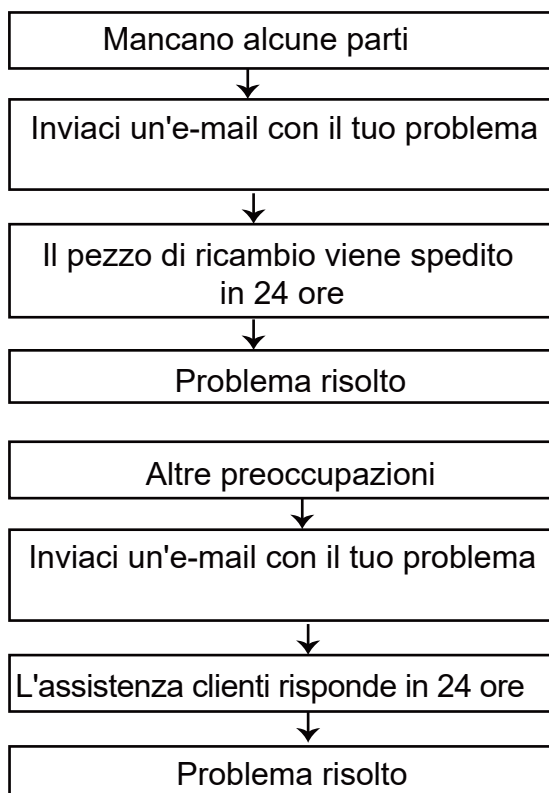 Mancano alcune parti
Inviaci un'e-mail con il tuo problema
Il pezzo di ricambio viene spedito
in 24 ore
Problema risolto
Altre preoccupazioni
Inviaci un'e-mail con il tuo problema
L'assistenza clienti risponde in 24 ore
Problema risolto